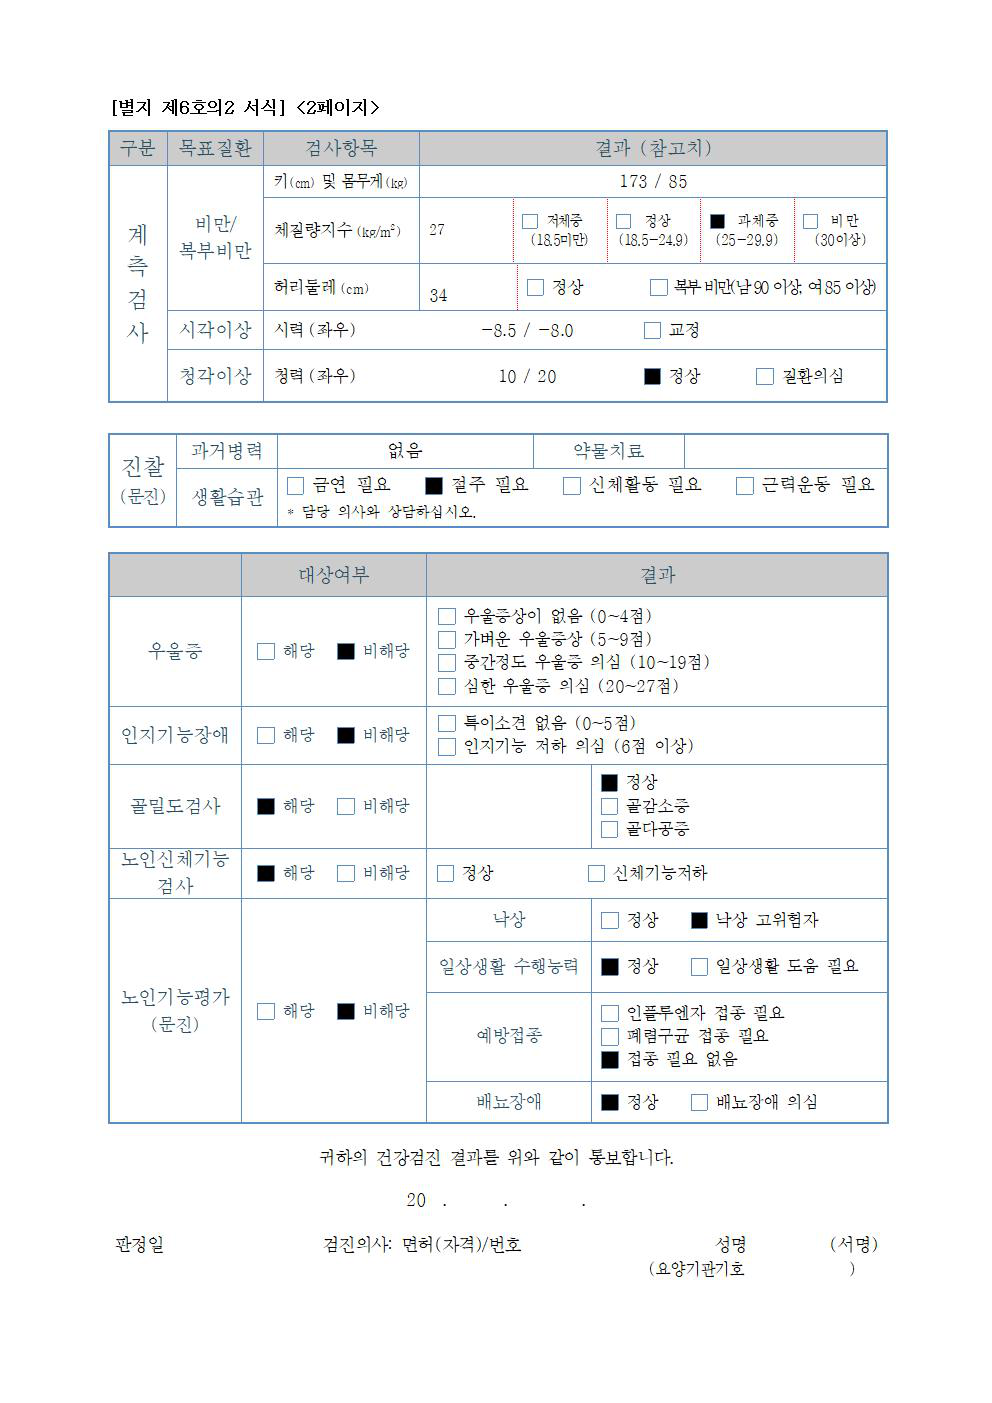 [별지 제6호의2 서식] <2페이지>
구분 목표질환 검사항목 결과 (참고치)
계측검사
비만/
복부비만
키(cm) 및 몸무게(kg) 173 / 85
체질량지수(kg/m²) 27 □ 저체중 (18.5미만) □ 정상 (18.5-24.9) ■ 과체중 (25-29.9) □ 비만 (30이상)
허리둘레(cm) 34 □ 정상 □ 복부 비만(남 90 이상, 여 85 이상)
시각이상 시력(좌우) -8.5 / -8.0 □ 교정
청각이상 청력(좌우) 10 / 20 ■ 정상 □ 질환의심
진찰
(문진)
과거병력 없음 약물치료
생활습관 □ 금연 필요 ■ 절주 필요 □ 신체활동 필요 □ 근력운동 필요
* 담당 의사와 상담하십시오.
대상여부 결과
우울증 □ 해당 ■ 비해당
□ 우울증상이 없음 (0~4점)
□ 가벼운 우울증상 (5~9점)
□ 중간정도 우울증 의심 (10~19점)
□ 심한 우울증 의심 (20~27점)
인지기능장애 □ 해당 ■ 비해당
□ 특이소견 없음 (0~5점)
□ 인지기능 저하 의심 (6점 이상)
골밀도검사 ■ 해당 □ 비해당
■ 정상
□ 골감소증
□ 골다공증
노인신체기능
검사
■ 해당 □ 비해당 □ 정상 □ 신체기능저하
노인기능평가
(문진)
□ 해당 ■ 비해당
낙상 □ 정상 ■ 낙상 고위험자
일상생활 수행능력 ■ 정상 □ 일상생활 도움 필요
예방접종
□ 인플루엔자 접종 필요
□ 폐렴구균 접종 필요
■ 접종 필요 없음
배뇨장애 ■ 정상 □ 배뇨장애 의심
귀하의 건강검진 결과를 위와 같이 통보합니다.
20 . . .
판정일 검진의사: 면허(자격)/번호 성명 (서명)
(요양기관기호 )